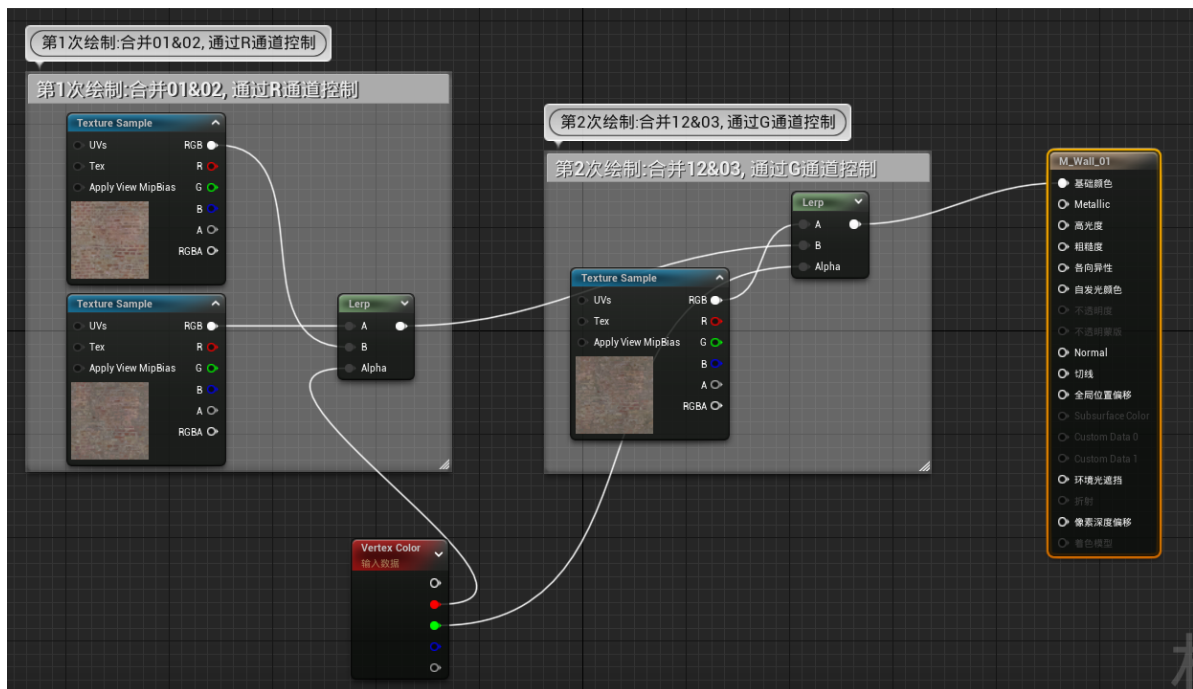 第1次绘制:合并01&02, 通过R通道控制
第1次绘制:合并01&02, 通过R通道控制
Texture Sample
UVs RGB
Tex R
Apply View MipBias G
B
A
RGBA
Texture Sample
UVs RGB
Tex R
Apply View MipBias G
B
A
RGBA
Lerp
A
B
Alpha
Vertex Color
输入数据
第2次绘制:合并12&03, 通过G通道控制
第2次绘制:合并12&03, 通过G通道控制
Texture Sample
UVs RGB
Tex R
Apply View MipBias G
B
A
RGBA
Lerp
A
B
Alpha
M_Wall_01
基础颜色
Metallic
高光度
粗糙度
各向异性
自发光颜色
不透明度
不透明蒙版
Normal
切线
全局位置偏移
Subsurface Color
Custom Data 0
Custom Data 1
环境光遮挡
折射
像素深度偏移
着色模型